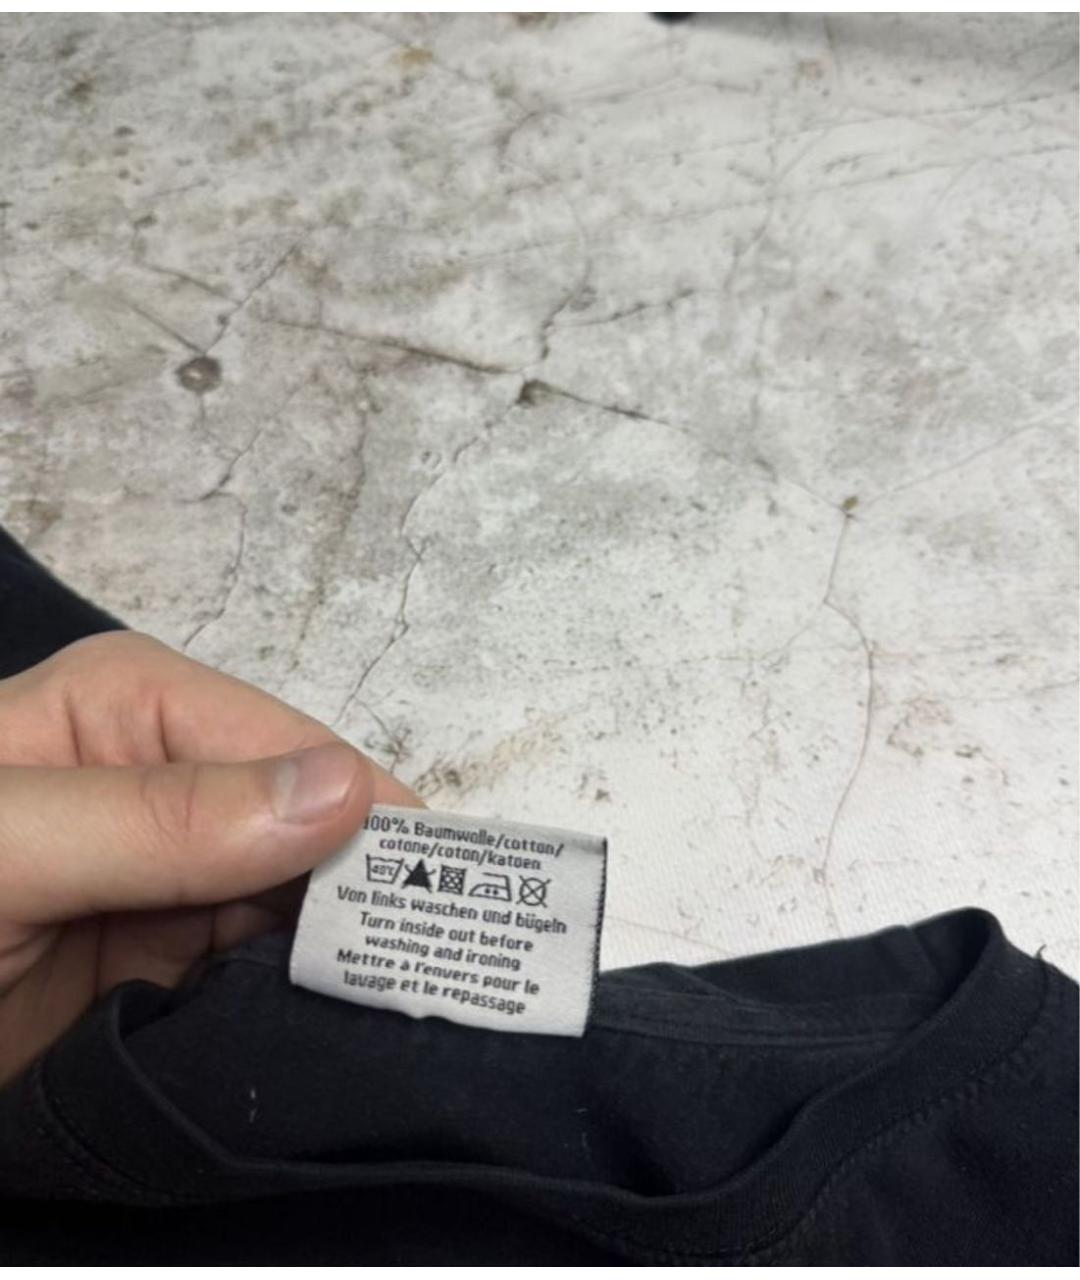 100% Baumwolle/cotton/
cotone/coton/katoen
40°C
Von links waschen und bügeln
Turn inside out before
washing and ironing
Mettre à l'envers pour le
lavage et le repassage